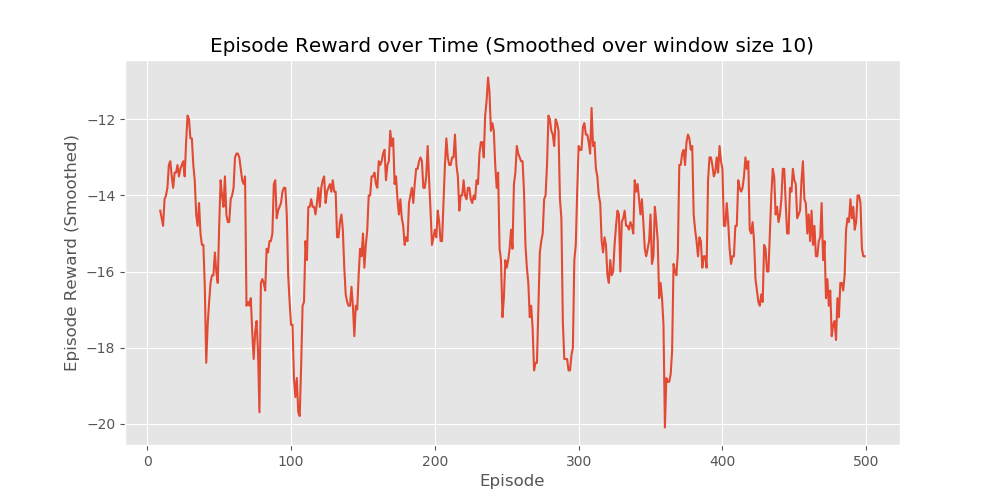 Episode Reward over Time (Smoothed over window size 10)
Episode Reward (Smoothed)
−12
−14
−16
−18
−20
0 100 200 300 400 500
Episode